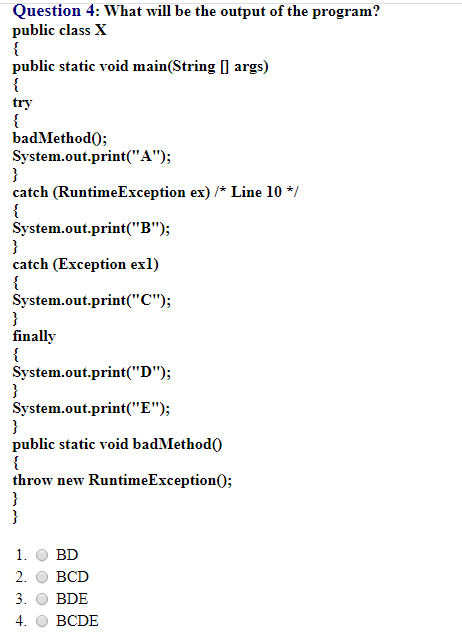 Question 4: What will be the output of the program?
public class X
{
public static void main(String [] args)
{
try
{
badMethod();
System.out.print("A");
}
catch (RuntimeException ex) /* Line 10 */
{
System.out.print("B");
}
catch (Exception ex1)
{
System.out.print("C");
}
finally
{
System.out.print("D");
}
System.out.print("E");
}
public static void badMethod()
{
throw new RuntimeException();
}
}
1. BD
2. BCD
3. BDE
4. BCDE